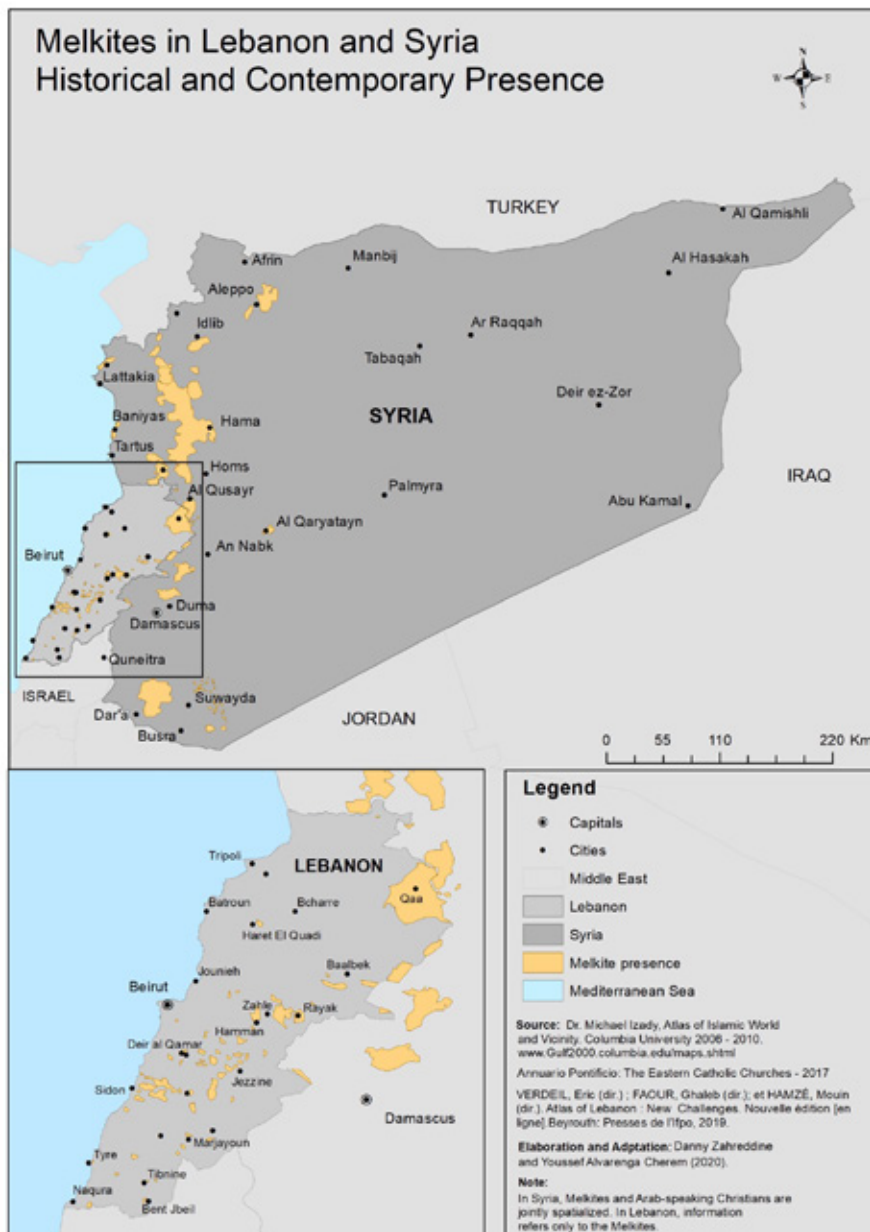 Melkites in Lebanon and Syria
Historical and Contemporary Presence
N
W
E
S
TURKEY
Al Qamishli
Afrin
Manbij
Al Hasakah
Aleppo
Idlib
Ar Raqqah
Tabaqah
Lattakia
Deir ez-Zor
Baniyas
Hama
SYRIA
Tartus
Homs
Palmyra
IRAQ
Al Qusayr
Abu Kamal
Al Qaryatayn
An Nabk
Beirut
Duma
Damascus
Quneitra
ISRAEL
Suwayda
Dar'a
JORDAN
Busra
0 55 110 220 Km
Tripoli
LEBANON
Batroun
Bcharre
Qaa
Haret El Quadi
Baalbek
Jounieh
Beirut
Zahle
Rayak
Hamman
Deir al Qamar
Jezzine
Sidon
Damascus
Marjayoun
Tyre
Tibnine
Naqura
Bent Jbeil
Legend
Capitals
Cities
Middle East
Lebanon
Syria
Melkite presence
Mediterranean Sea
Source: Dr. Michael Izady, Atlas of Islamic World
and Vicinity. Columbia University 2006 - 2010.
www.Gulf2000.columbia.edu/maps.shtml
Annuario Pontificio: The Eastern Catholic Churches - 2017
VERDEIL, Eric (dir.) ; FAOUR, Ghaleb (dir.); et HAMZÉ, Mouin
(dir.). Atlas of Lebanon : New Challenges. Nouvelle édition [en
ligne].Beyrouth: Presses de l'Ifpo, 2019.
Elaboration and Adptation: Danny Zahreddine
and Youssef Alvarenga Cherem (2020).
Note:
In Syria, Melkites and Arab-speaking Christians are
jointly spatialized. In Lebanon, information
refers only to the Melkites.